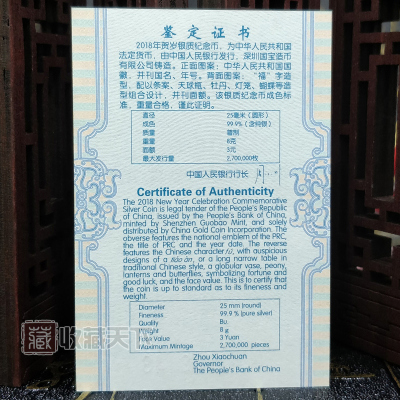 鉴定证书
2018年贺岁银质纪念币，为中华人民共和国
法定货币，由中国人民银行发行，深圳国宝造币
有限公司铸造。正面图案：中华人民共和国国
徽，并刊国名、年号。背面图案：“福”字造
型，配以条案、天球瓶、牡丹、灯笼、蝴蝶等造
型组合设计，并刊面额。该银质纪念币成色标
准，重量合格，谨此证明。
直径 25毫米（圆形）
成色 99.9%（含纯银）
质量 普制
重量 8克
面额 3元
最大发行量 2,700,000枚
中国人民银行行长
Certificate of Authenticity
The 2018 New Year Celebration Commemorative
Silver Coin is legal tender of the People's Republic
of China, issued by the People's Bank of China,
minted by Shenzhen Guobao Mint, and solely
distributed by China Gold Coin Incorporation. The
obverse features the national emblem of the PRC,
the title of PRC and the year date. The reverse
features the Chinese character fú, with auspicious
designs of a tiáo àn, or a long narrow table in
traditional Chinese style, a globular vase, peony,
lanterns and butterflies, symbolizing fortune and
good luck, and the face value. This is to certify that
the coin is up to standard as to its fineness and
weight.
Diameter 25 mm (round)
Fineness 99.9 % (pure silver)
Quality Bu.
Weight 8 g
Face Value 3 Yuan
Maximum Mintage 2,700,000 pieces
Zhou Xiaochuan
Governor
The People's Bank of China
藏 收藏天下